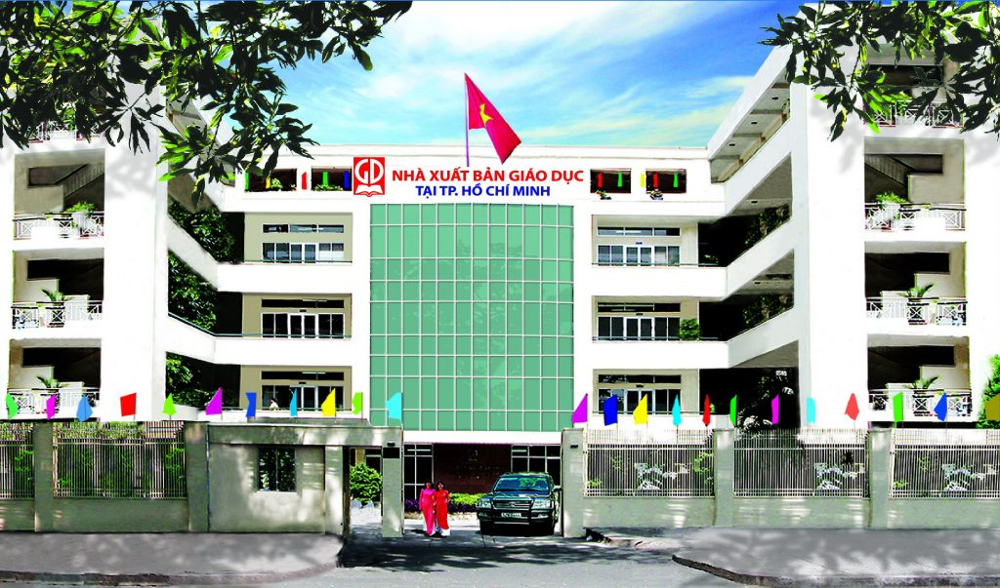 GD
NHÀ XUẤT BẢN GIÁO DỤC
TẠI TP. HỒ CHÍ MINH